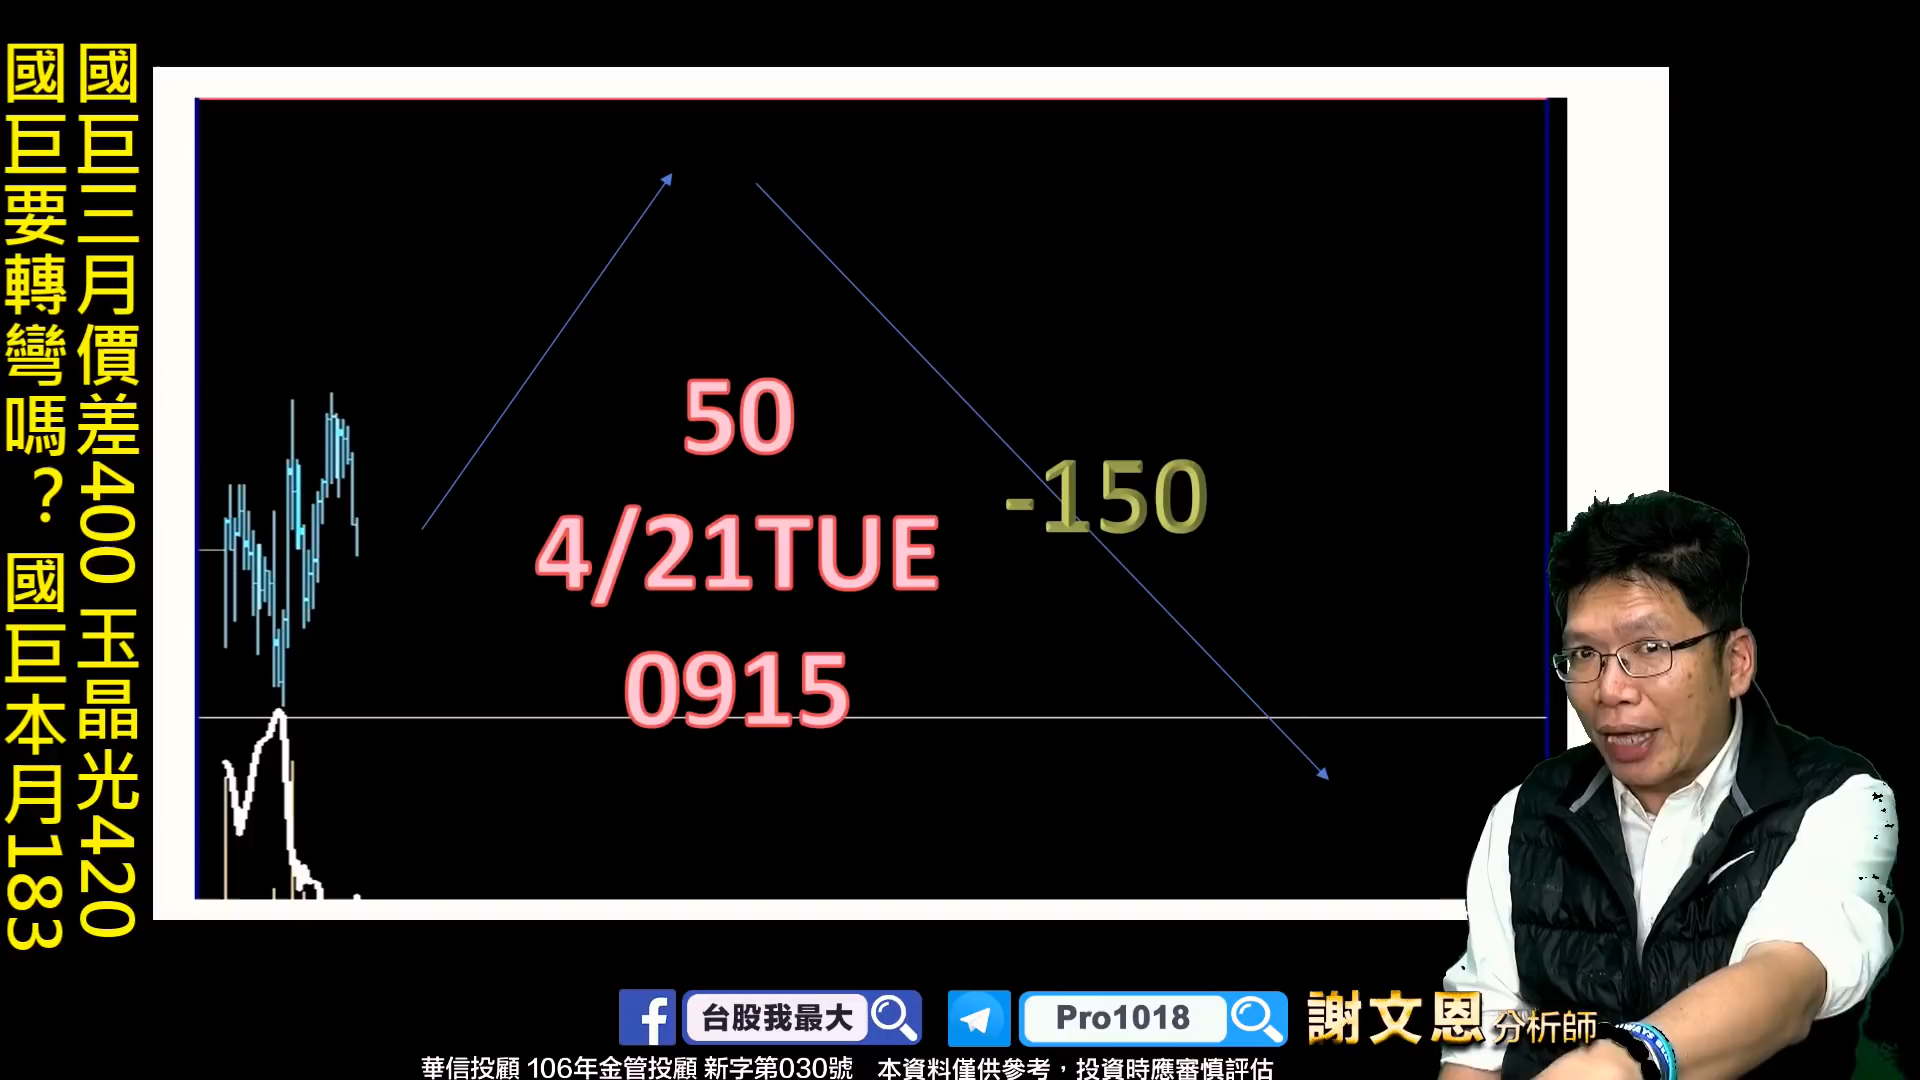 國巨三月價差400 玉晶光420
國巨要轉彎嗎？ 國巨本月183
50
4/21TUE
0915
-150
台股我最大
Pro1018
謝文恩 分析師
華信投顧 106年金管投顧 新字第030號 本資料僅供參考，投資時應審慎評估